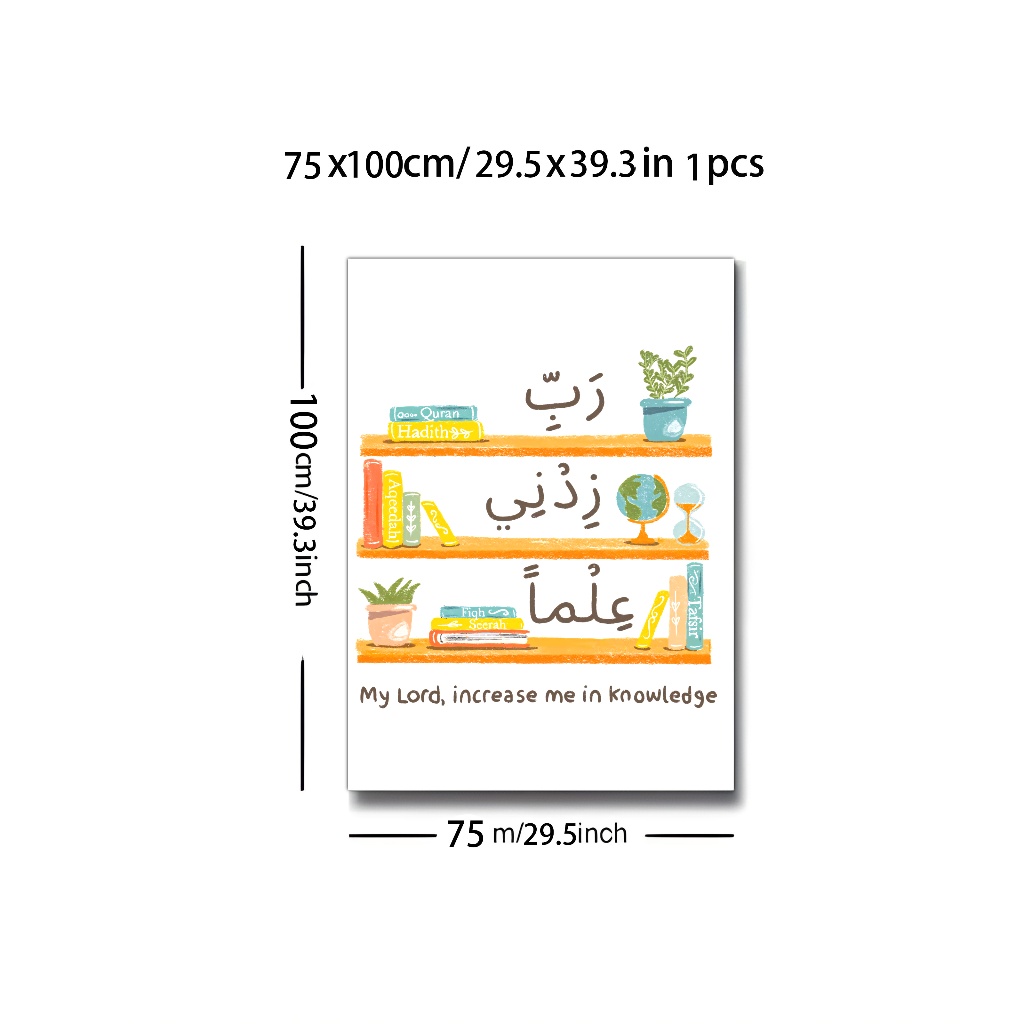 75x100cm/29.5x39.3in 1pcs
100cm/39.3inch
رَبِّ
Quran
Hadith
زِدْنِي
Aqeedah
عِلْماً
Fiqh
Seerah
Tafsir
My Lord, increase me in knowledge
75 m/29.5inch